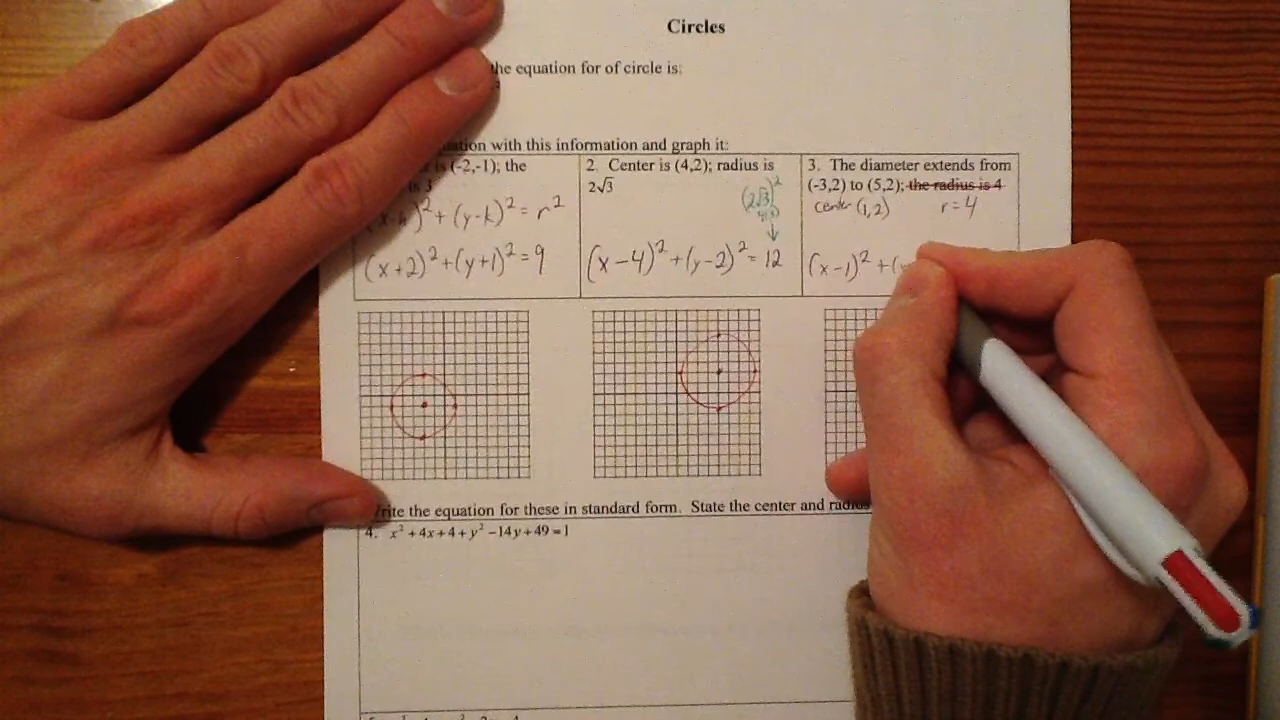 Circles
the equation for of circle is:
with this information and graph it:
is (-2,-1); the
is 3
)² + (y-k)² = r²
(x+2)² + (y+1)² = 9
2. Center is (4,2); radius is
2√3
(2√3)²
4(3)
↓
(x-4)² + (y-2)² = 12
3. The diameter extends from
(-3,2) to (5,2); the radius is 4
center (1,2) r=4
(x-1)² + (
rite the equation for these in standard form. State the center and radius
4. x² + 4x + 4 + y² − 14y + 49 = 1